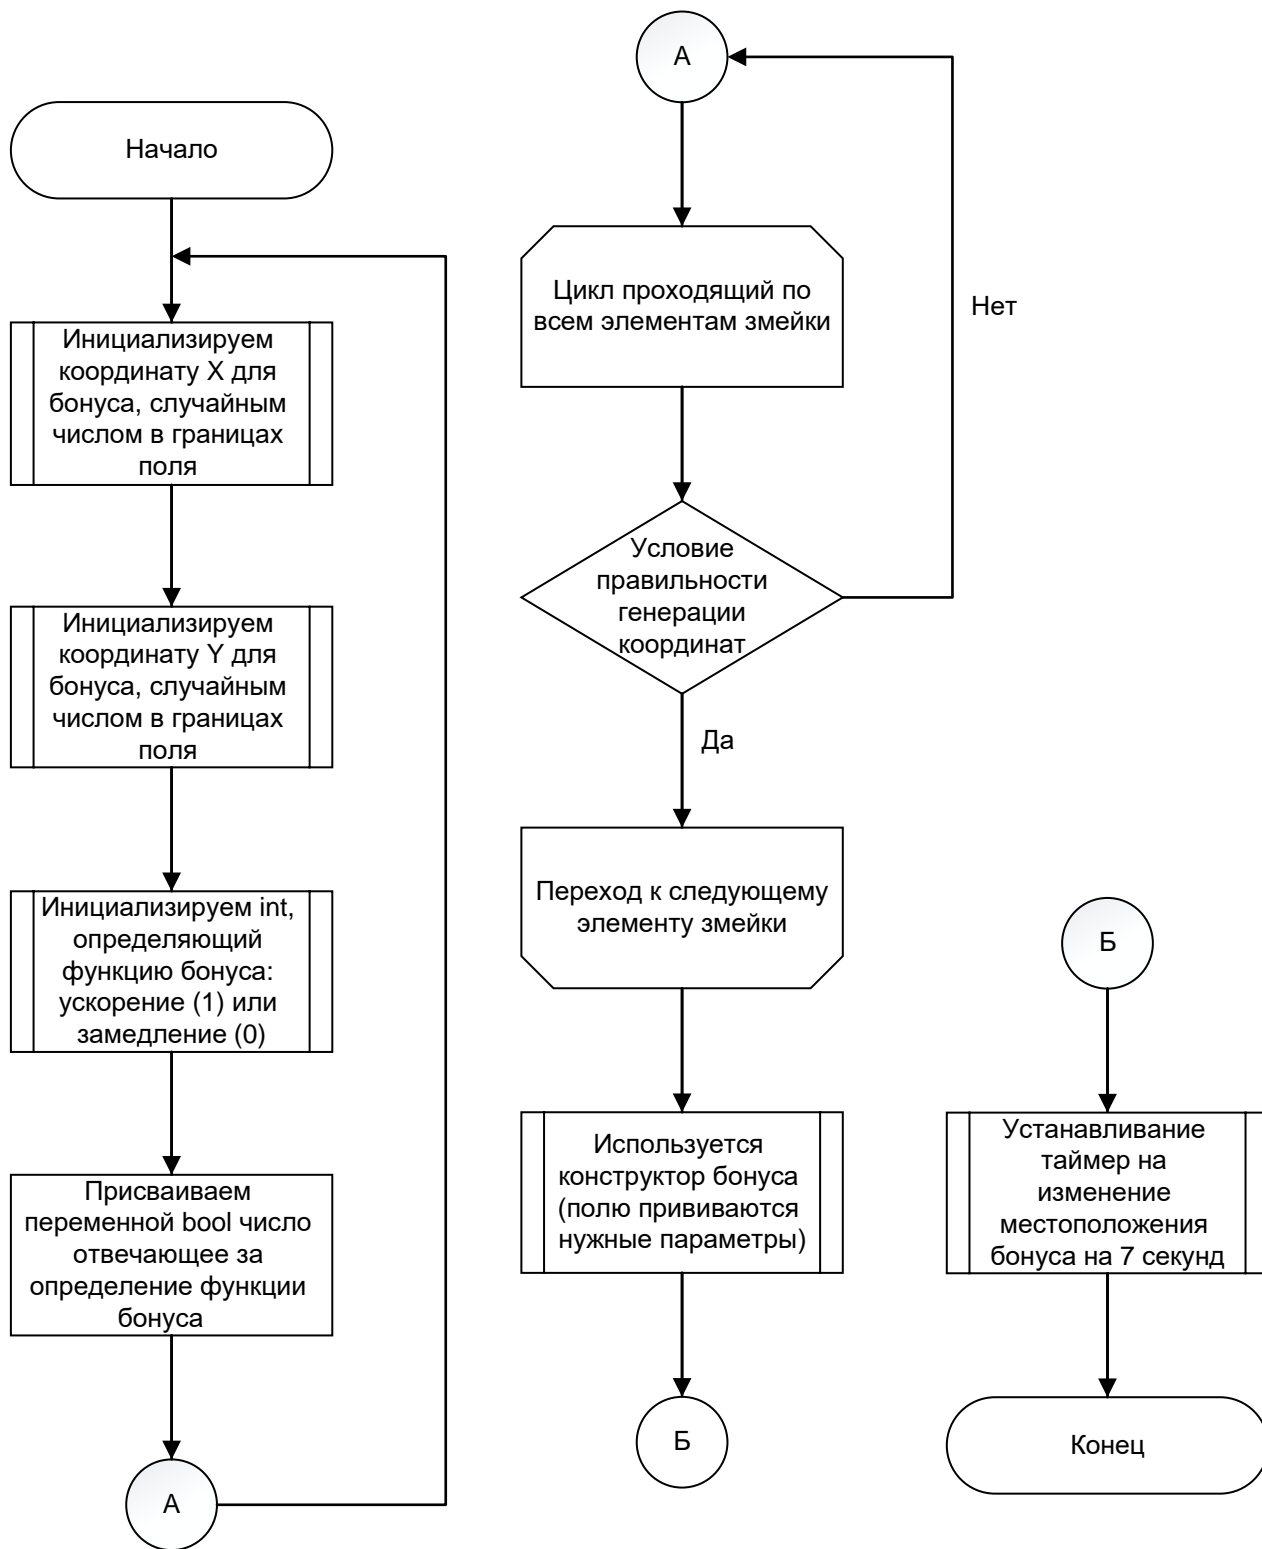 Начало
Инициализируем
координату X для
бонуса, случайным
числом в границах
поля
Инициализируем
координату Y для
бонуса, случайным
числом в границах
поля
Инициализируем int,
определяющий
функцию бонуса:
ускорение (1) или
замедление (0)
Присваиваем
переменной bool число
отвечающее за
определение функции
бонуса
А
А
Цикл проходящий по
всем элементам змейки
Нет
Условие
правильности
генерации
координат
Да
Переход к следующему
элементу змейки
Используется
конструктор бонуса
(полю прививаются
нужные параметры)
Б
Б
Устанавливание
таймер на
изменение
местоположения
бонуса на 7 секунд
Конец